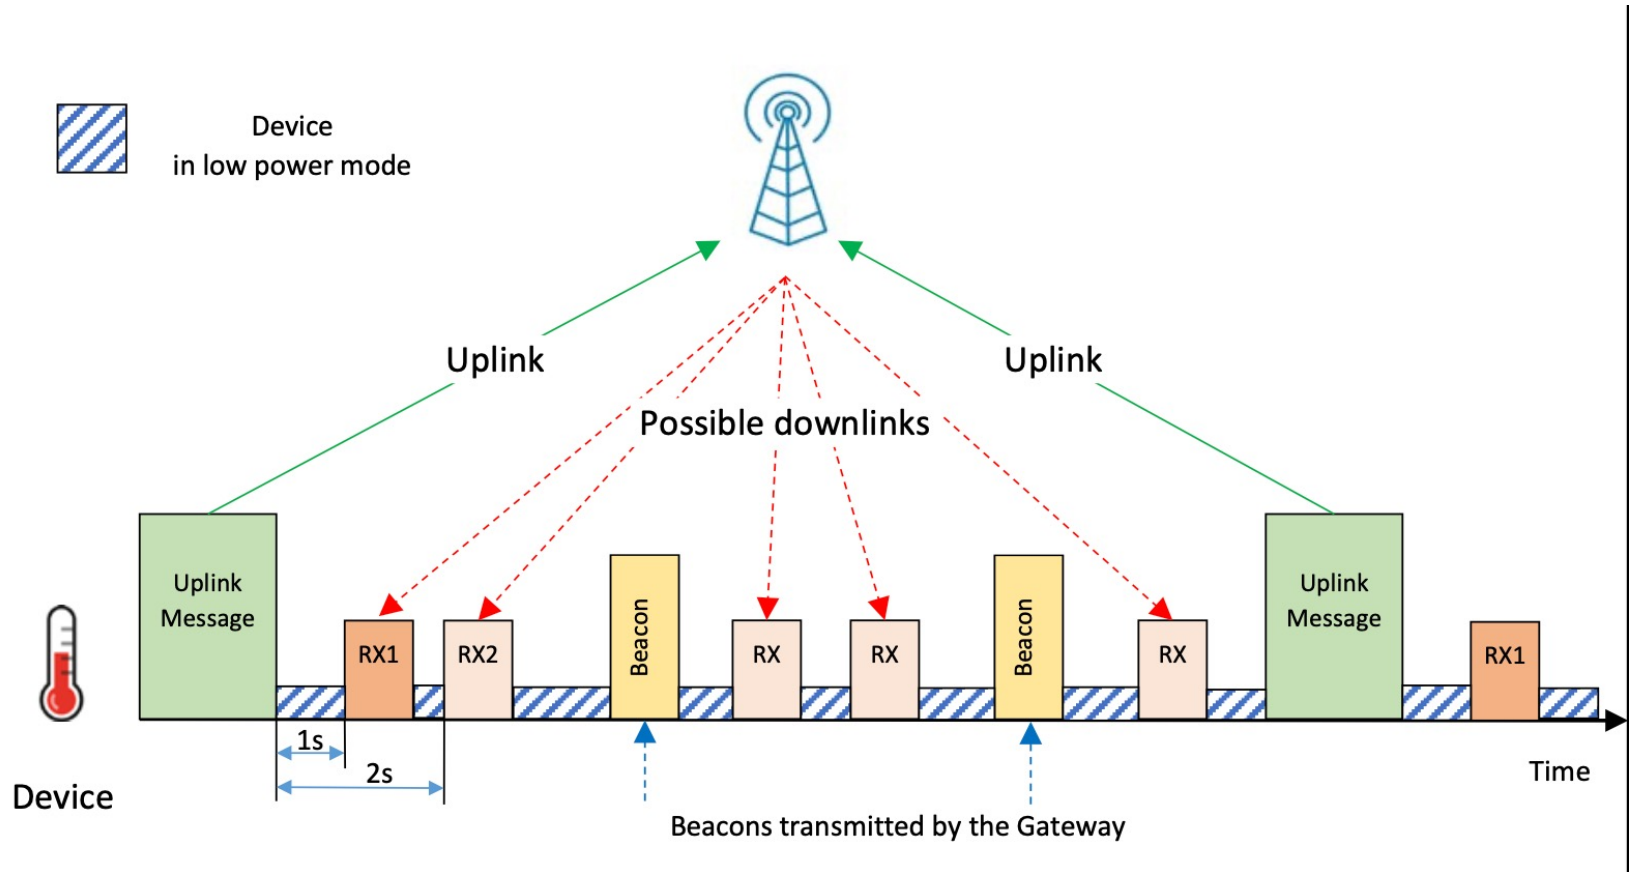 Device
in low power mode
Uplink
Uplink
Possible downlinks
Uplink
Message
RX1
RX2
Beacon
RX
RX
Beacon
RX
Uplink
Message
RX1
1s
2s
Time
Device
Beacons transmitted by the Gateway